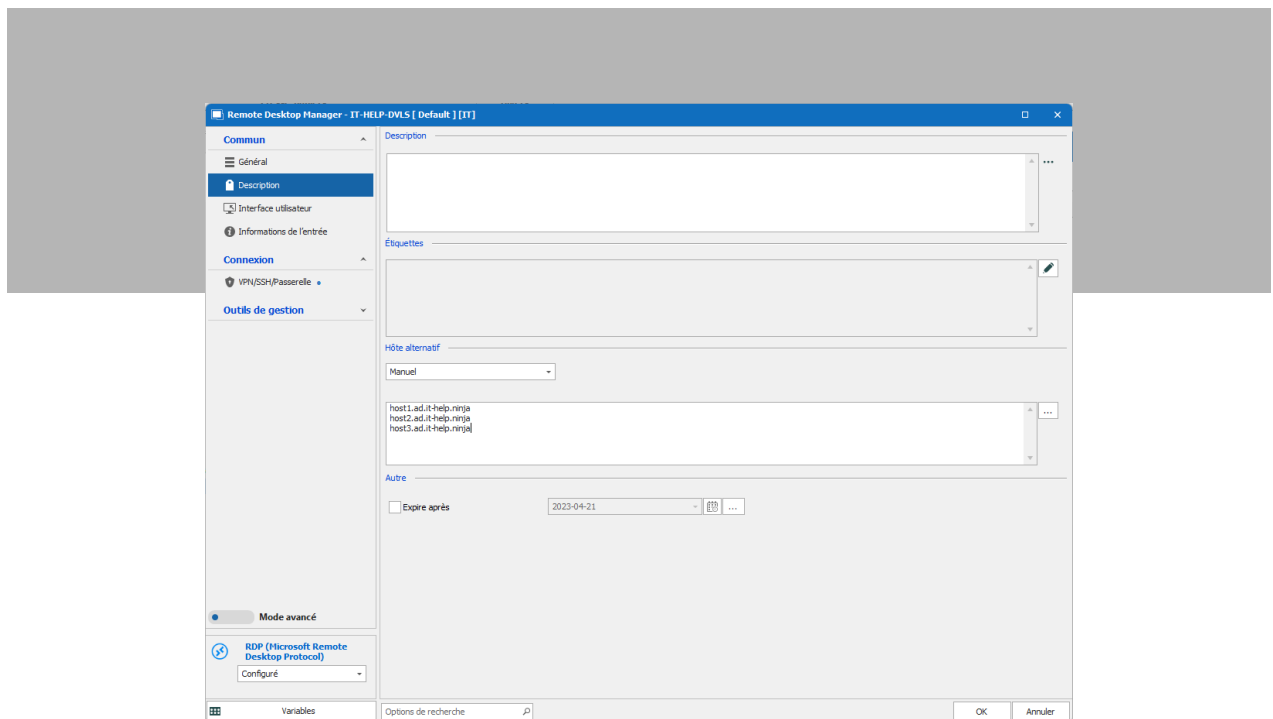 Remote Desktop Manager - IT-HELP-DVLS [ Default ] [IT]
Commun
Général
Description
Interface utilisateur
Informations de l'entrée
Connexion
VPN/SSH/Passerelle
Outils de gestion
Mode avancé
RDP (Microsoft Remote
Desktop Protocol)
Configuré
Variables
Description
...
Étiquettes
Hôte alternatif
Manuel
host1.ad.it-help.ninja
host2.ad.it-help.ninja
host3.ad.it-help.ninja
...
Autre
Expire après
2023-04-21
...
Options de recherche
OK
Annuler